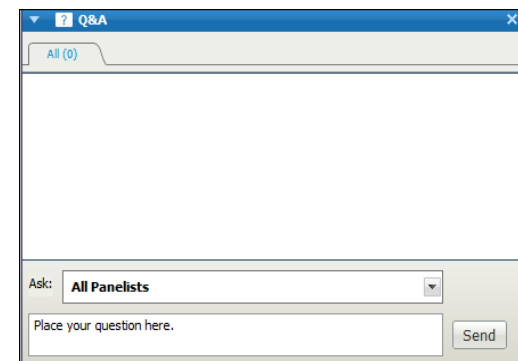 ? Q&A
All (0)
Ask: All Panelists
Place your question here.
Send